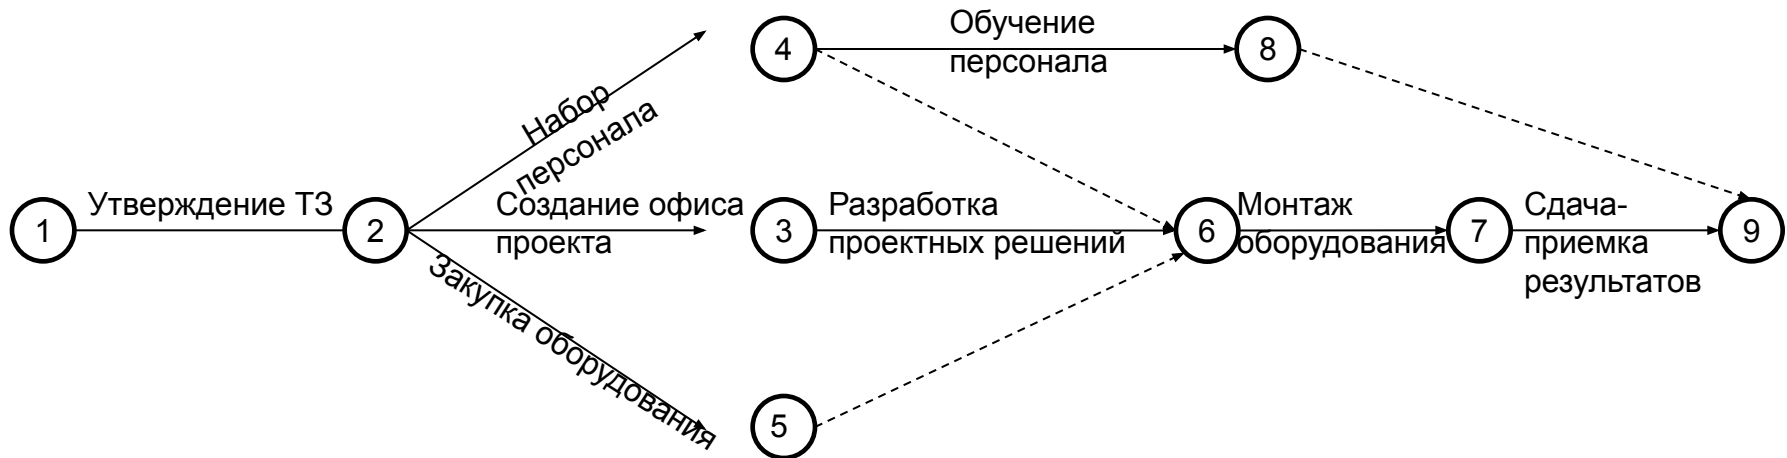 Обучение
персонала
4
8
Набор
персонала
1
Утверждение ТЗ
2
Создание офиса
проекта
3
Разработка
проектных решений
6
Монтаж
оборудования
7
Сдача-
приемка
результатов
9
Закупка оборудования
5